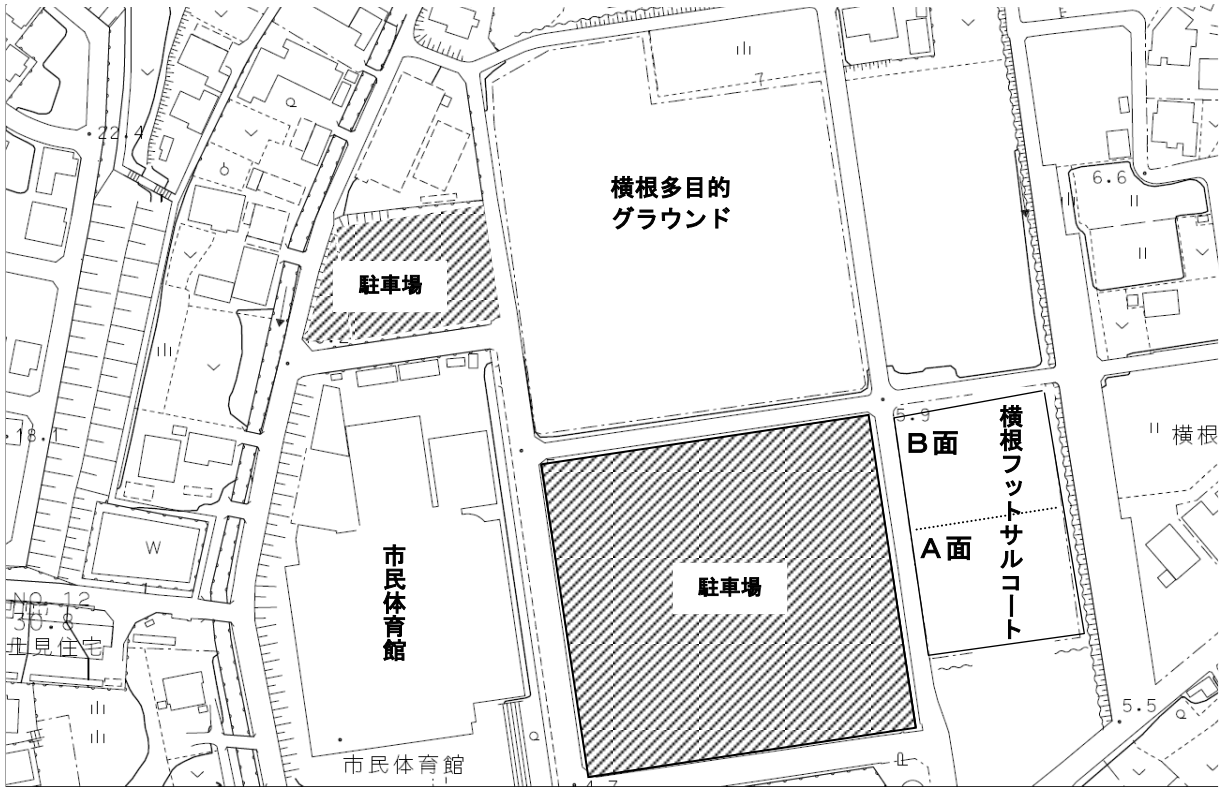 22.4
7
6.6
横根多目的
グラウンド
駐車場
5.9
B面
横根フットサルコート
A面
横根
18.1
W
市民体育館
駐車場
NO.12
30.8
見住宅
市民体育館
5.5
4.7